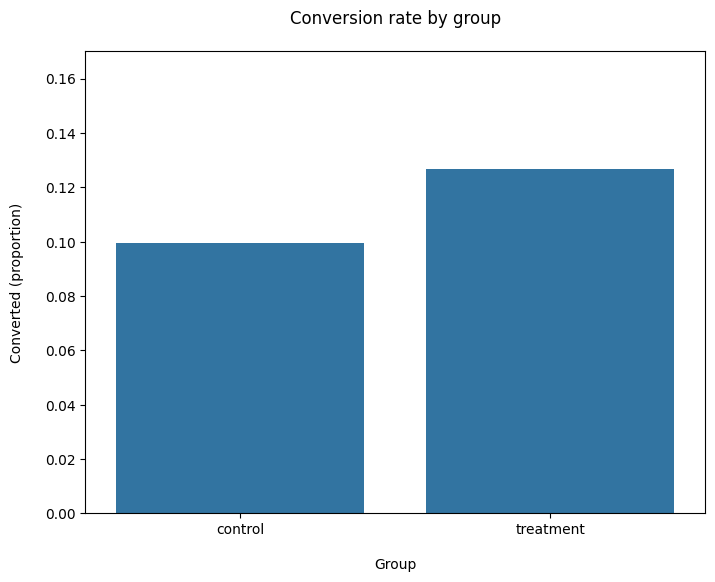 Conversion rate by group
Converted (proportion)
0.16
0.14
0.12
0.10
0.08
0.06
0.04
0.02
0.00
control treatment
Group